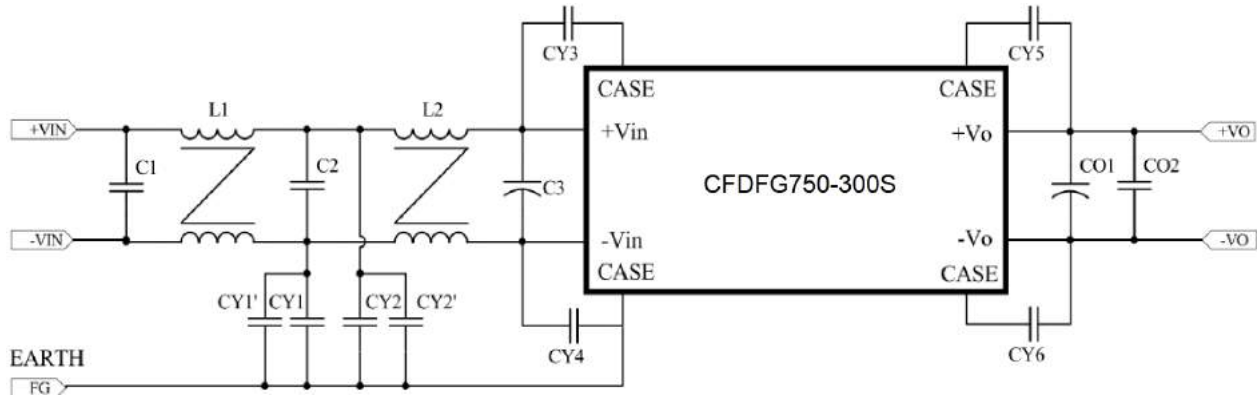 CY3
CY5
CASE
CASE
L1
L2
+VIN
+Vin
+Vo
+VO
C1
C2
C3
CFDFG750-300S
CO1
CO2
-VIN
-Vin
-Vo
-VO
CASE
CASE
CY1'
CY1
CY2
CY2'
CY4
CY6
EARTH
FG